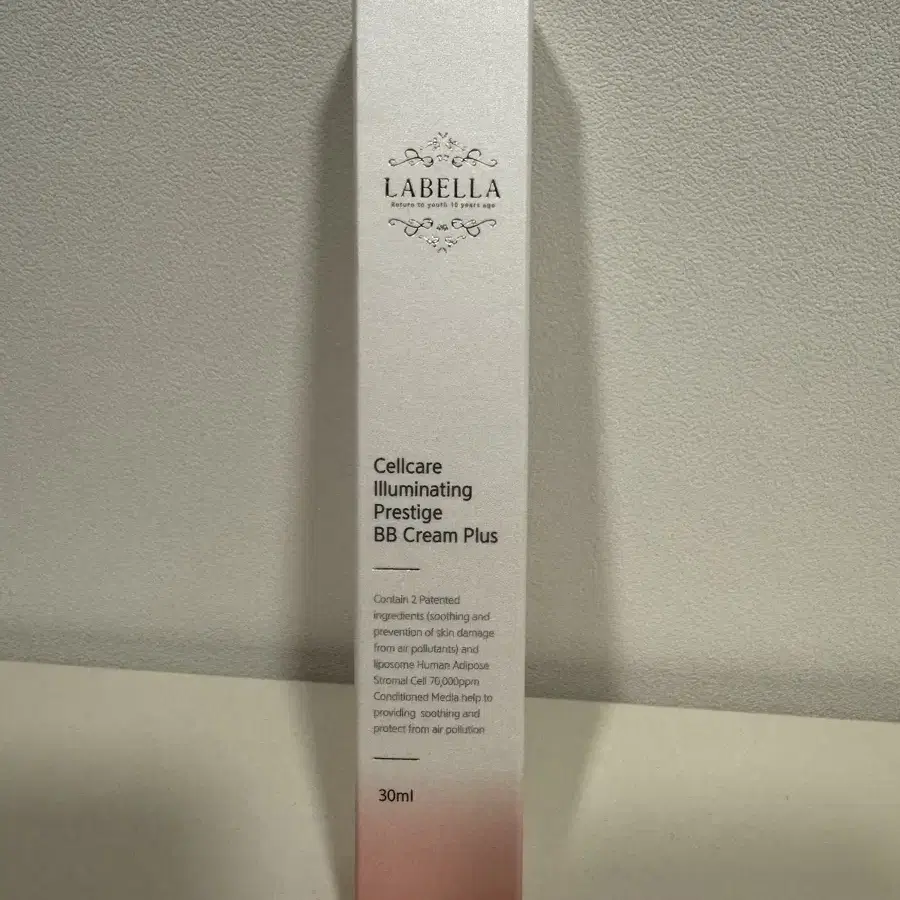 LABELLA
Return to youth 10 years ago
Cellcare
Illuminating
Prestige
BB Cream Plus
Contain 2 Patented
ingredients (soothing and
prevention of skin damage
from air pollutants) and
liposome Human Adipose
Stromal Cell 70,000ppm
Conditioned Media help to
providing soothing and
protect from air pollution
30ml